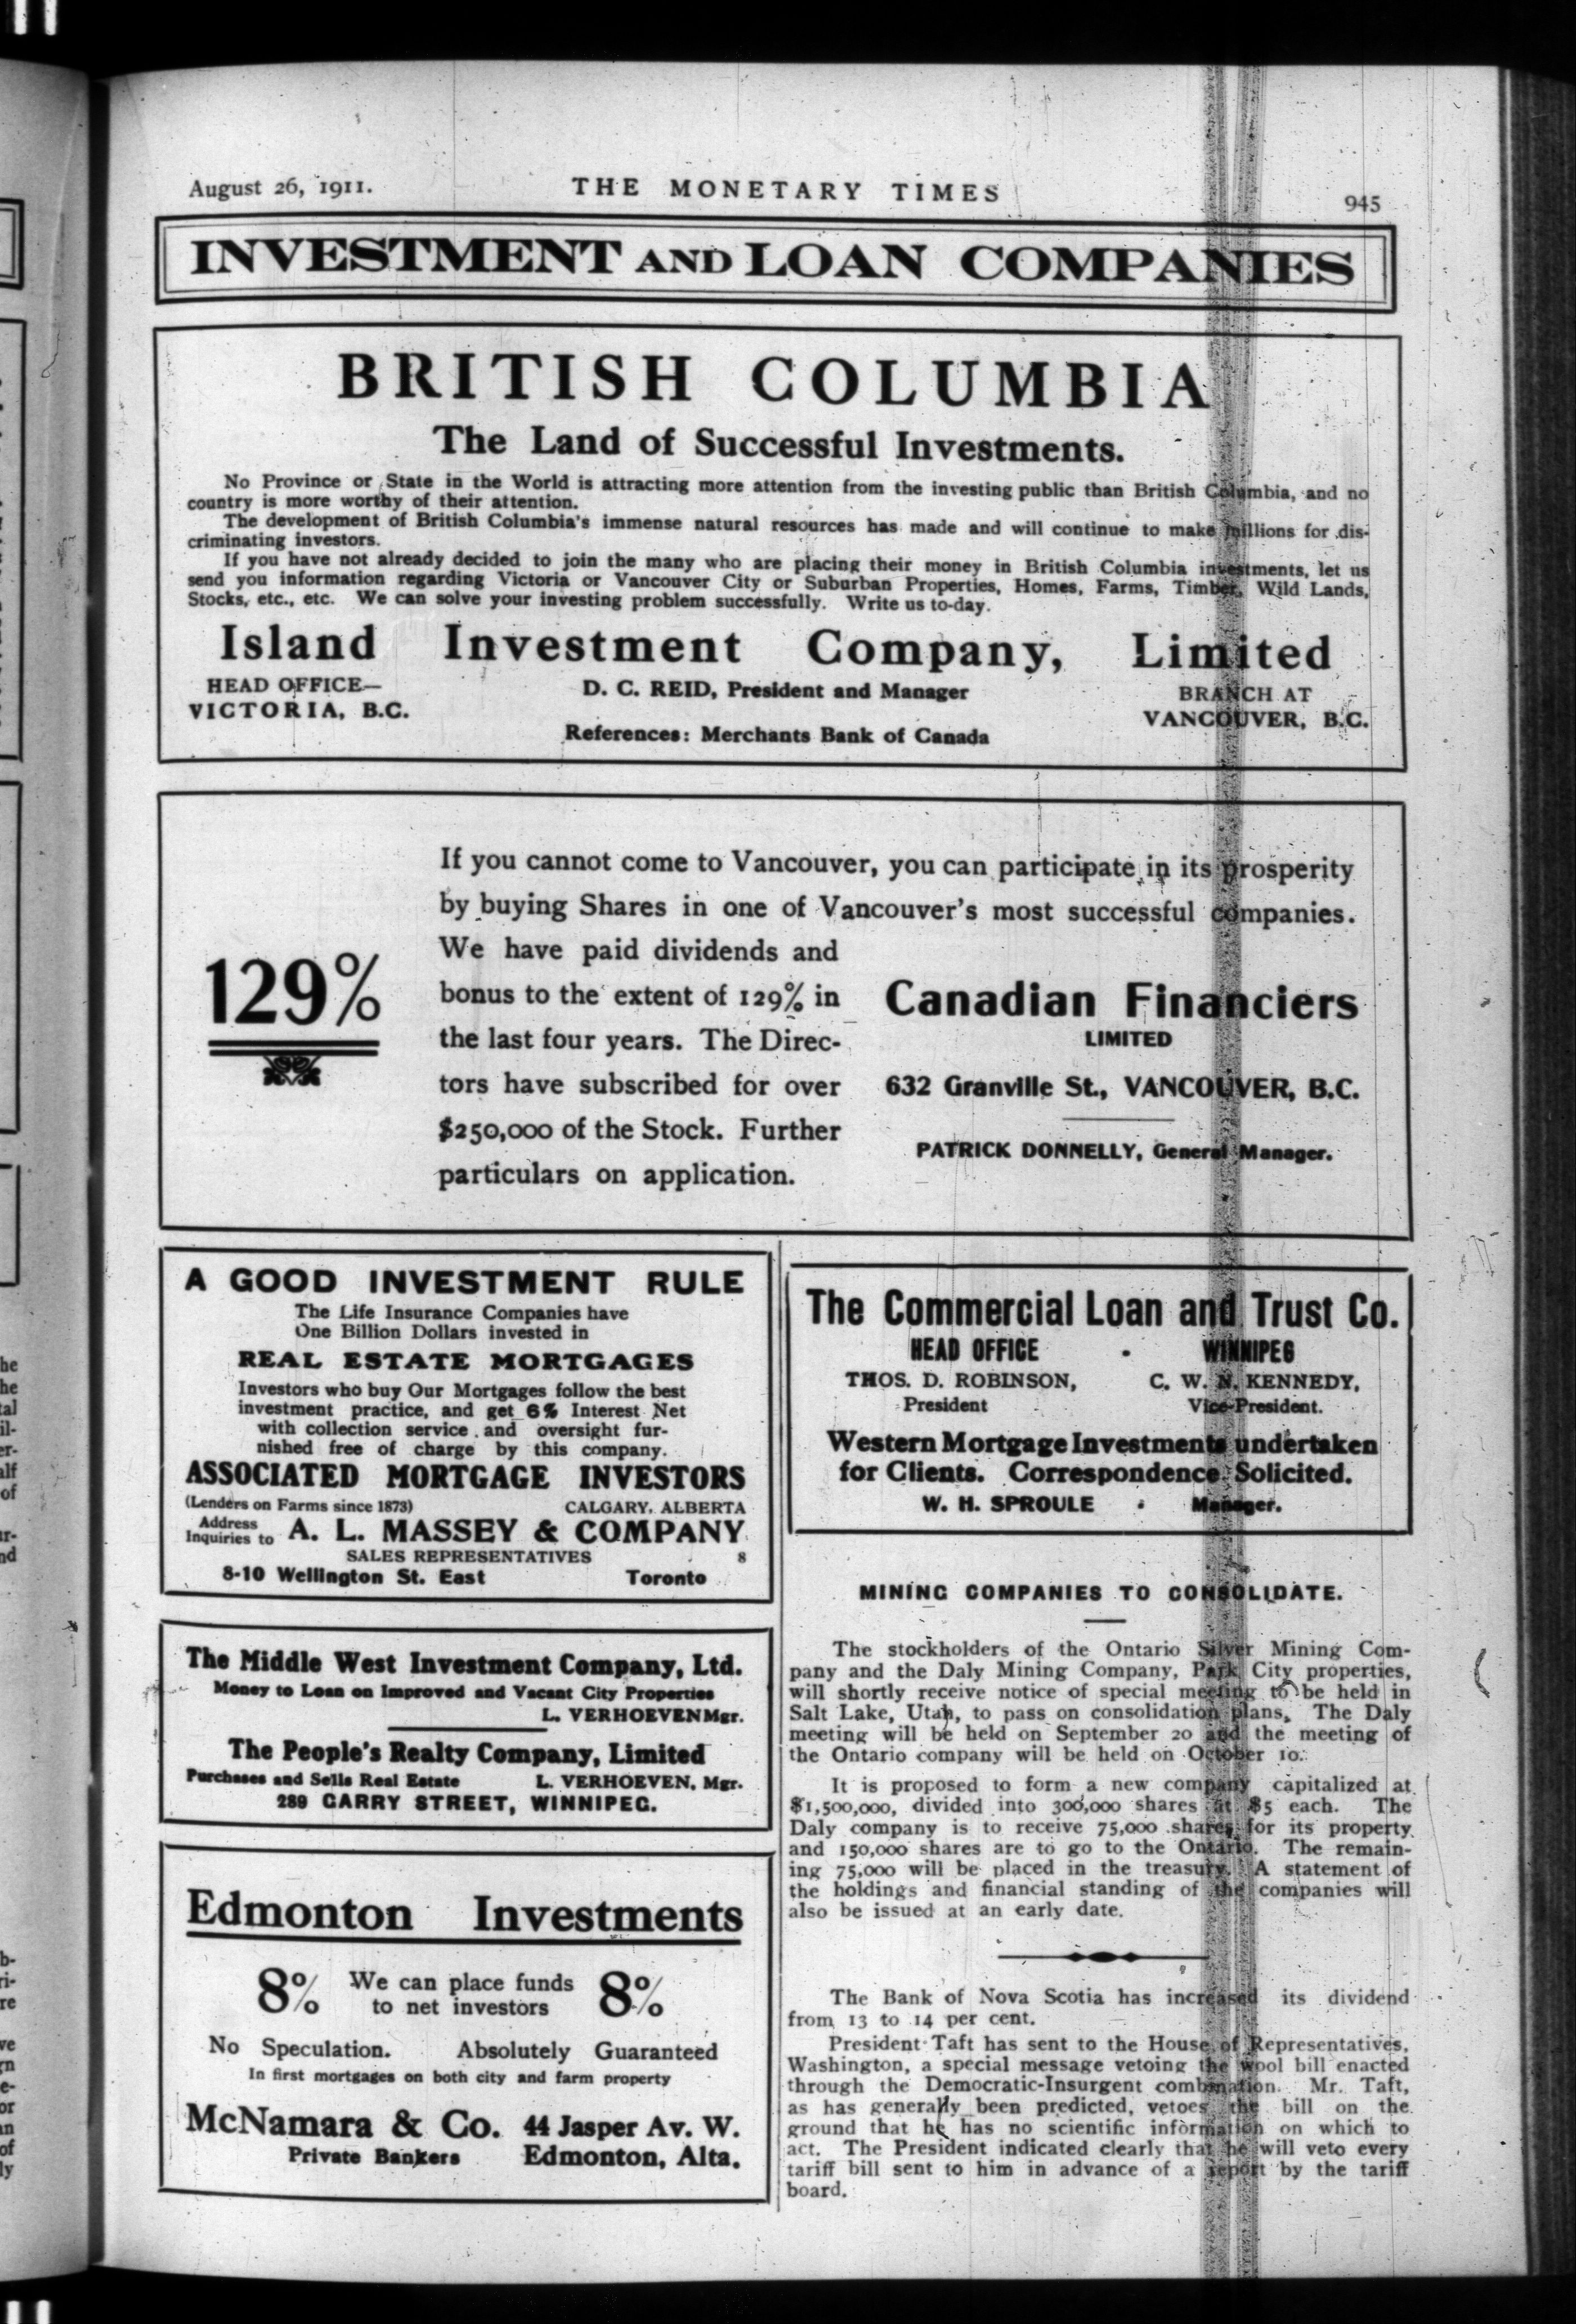 August 26, 1911.
THE MONETARY TIMES
945
INVESTMENT AND LOAN COMPANIES
BRITISH COLUMBIA
The Land of Successful Investments.
No Province or State in the World is attracting more attention from the investing public than British Columbia, and no
country is more worthy of their attention.
The development of British Columbia's immense natural resources has made and will continue to make millions for dis-
criminating investors.
If you have not already decided to join the many who are placing their money in British Columbia investments, let us
send you information regarding Victoria or Vancouver City or Suburban Properties, Homes, Farms, Timber, Wild Lands,
Stocks, etc., etc. We can solve your investing problem successfully. Write us to-day.
Island Investment Company, Limited
HEAD OFFICE—
VICTORIA, B.C.
D. C. REID, President and Manager
References: Merchants Bank of Canada
BRANCH AT
VANCOUVER, B.C.
129%
If you cannot come to Vancouver, you can participate in its prosperity
by buying Shares in one of Vancouver's most successful companies.
We have paid dividends and
bonus to the extent of 129% in
the last four years. The Direc-
tors have subscribed for over
$250,000 of the Stock. Further
particulars on application.
Canadian Financiers
LIMITED
632 Granville St., VANCOUVER, B.C.
PATRICK DONNELLY, General Manager.
A GOOD INVESTMENT RULE
The Life Insurance Companies have
One Billion Dollars invested in
REAL ESTATE MORTGAGES
Investors who buy Our Mortgages follow the best
investment practice, and get 6% Interest Net
with collection service and oversight fur-
nished free of charge by this company.
ASSOCIATED MORTGAGE INVESTORS
(Lenders on Farms since 1873) CALGARY, ALBERTA
Address
Inquiries to A. L. MASSEY & COMPANY
SALES REPRESENTATIVES 8
8-10 Wellington St. East Toronto
The Middle West Investment Company, Ltd.
Money to Loan on Improved and Vacant City Properties
L. VERHOEVEN Mgr.
The People's Realty Company, Limited
Purchases and Sells Real Estate L. VERHOEVEN, Mgr.
289 GARRY STREET, WINNIPEG.
Edmonton Investments
8% We can place funds
to net investors 8%
No Speculation. Absolutely Guaranteed
In first mortgages on both city and farm property
McNamara & Co. 44 Jasper Av. W.
Private Bankers Edmonton, Alta.
The Commercial Loan and Trust Co.
HEAD OFFICE - WINNIPEG
THOS. D. ROBINSON, C. W. N. KENNEDY,
President Vice-President.
Western Mortgage Investments undertaken
for Clients. Correspondence Solicited.
W. H. SPROULE - Manager.
MINING COMPANIES TO CONSOLIDATE.
The stockholders of the Ontario Silver Mining Com-
pany and the Daly Mining Company, Park City properties,
will shortly receive notice of special meeting to be held in
Salt Lake, Utah, to pass on consolidation plans. The Daly
meeting will be held on September 20 and the meeting of
the Ontario company will be held on October 10.
It is proposed to form a new company capitalized at
$1,500,000, divided into 300,000 shares at $5 each. The
Daly company is to receive 75,000 shares for its property
and 150,000 shares are to go to the Ontario. The remain-
ing 75,000 will be placed in the treasury. A statement of
the holdings and financial standing of the companies will
also be issued at an early date.
The Bank of Nova Scotia has increased its dividend
from 13 to 14 per cent.
President Taft has sent to the House of Representatives,
Washington, a special message vetoing the wool bill enacted
through the Democratic-Insurgent combination. Mr. Taft,
as has generally been predicted, vetoes the bill on the
ground that he has no scientific information on which to
act. The President indicated clearly that he will veto every
tariff bill sent to him in advance of a report by the tariff
board.